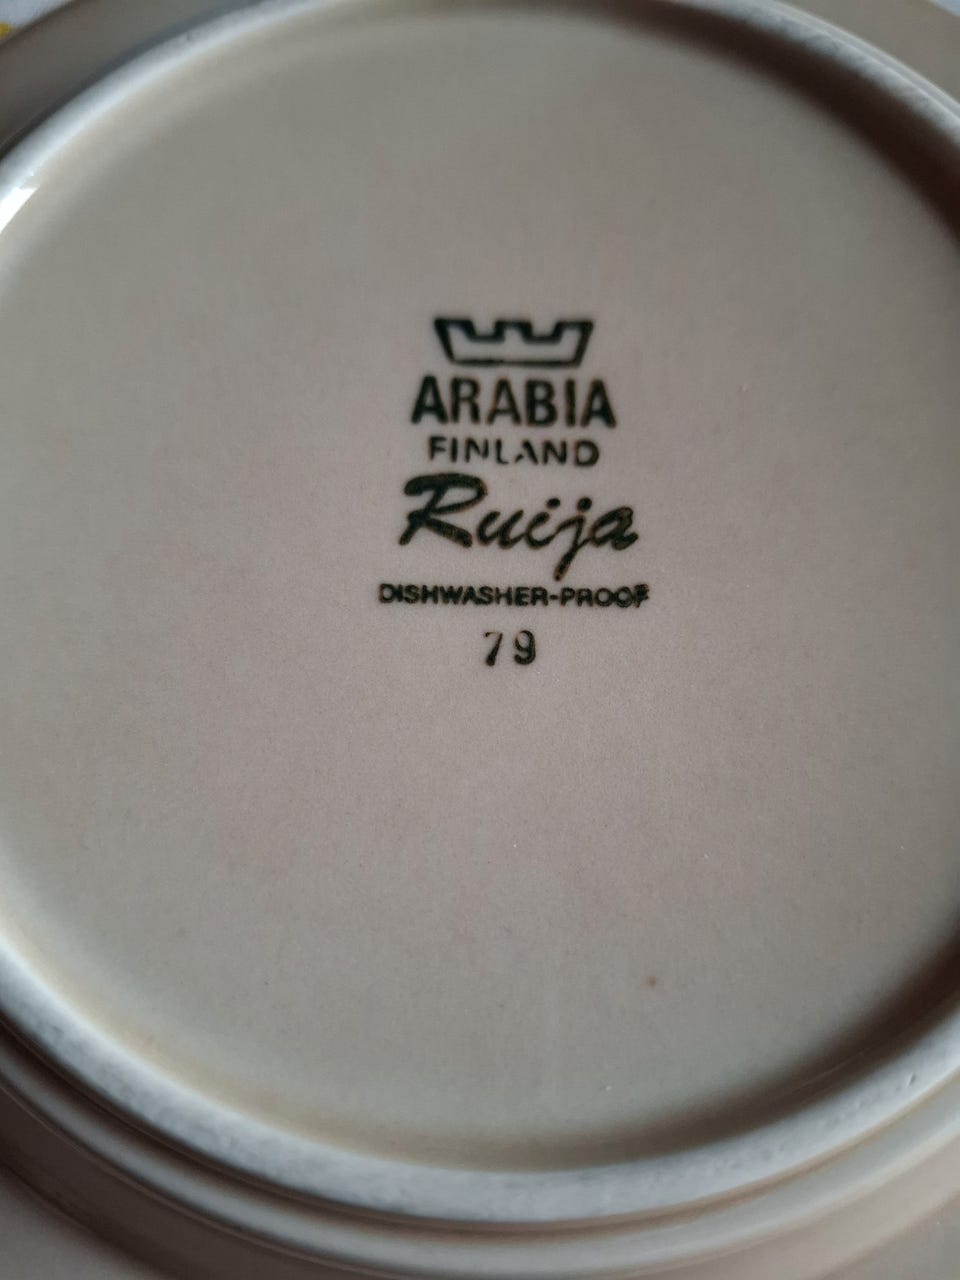 ARABIA
FINLAND
Ruija
DISHWASHER-PROOF
79